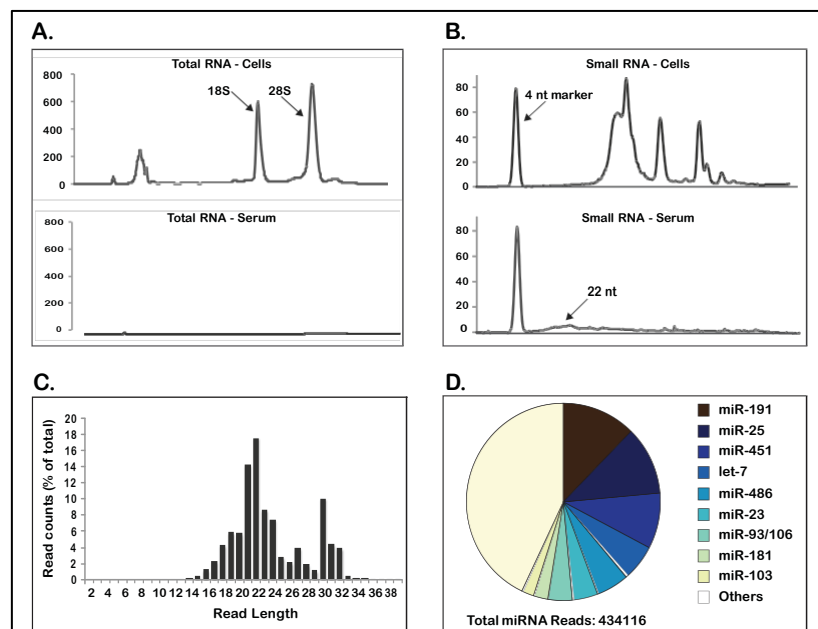 A.
Total RNA - Cells
800
600
400
200
0
18S
28S
Total RNA - Serum
800
600
400
200
0
B.
Small RNA - Cells
80
60
40
20
0
4 nt marker
Small RNA - Serum
80
60
40
20
0
22 nt
C.
Read counts (% of total)
20
18
16
14
12
10
8
6
4
2
0
2 4 6 8 10 12 14 16 18 20 22 24 26 28 30 32 34 36 38
Read Length
D.
miR-191
miR-25
miR-451
let-7
miR-486
miR-23
miR-93/106
miR-181
miR-103
Others
Total miRNA Reads: 434116